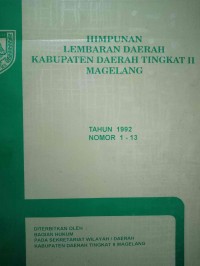 HIMPUNAN
LEMBARAN DAERAH
KABUPATEN DAERAH TINGKAT II
MAGELANG
TAHUN 1992
NOMOR 1 - 13
DITERBITKAN OLEH
BAGIAN HUKUM
PADA SEKRETARIAT WILAYAH / DAERAH
KABUPATEN DAERAH TINGKAT II MAGELANG